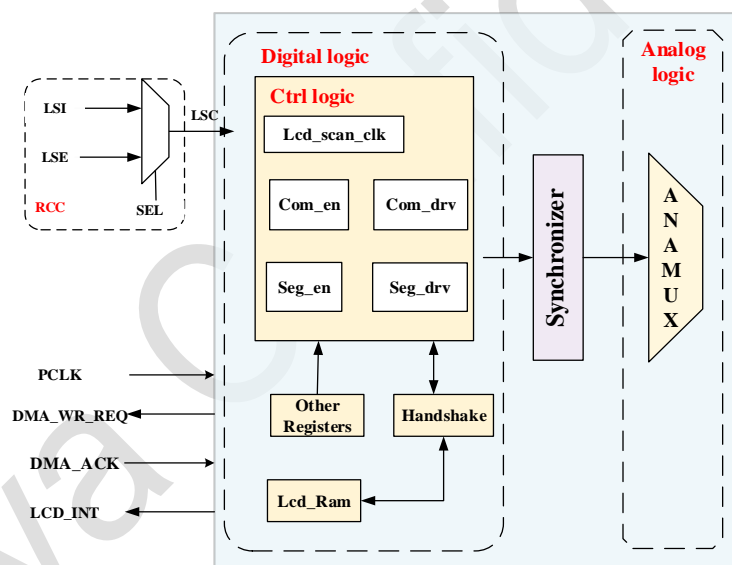 Digital logic
Analog
logic
Ctrl logic
LSI
LSC
Lcd_scan_clk
LSE
RCC
SEL
Com_en
Com_drv
Seg_en
Seg_drv
Synchronizer
A
N
A
M
U
X
PCLK
DMA_WR_REQ
Other
Registers
Handshake
DMA_ACK
Lcd_Ram
LCD_INT